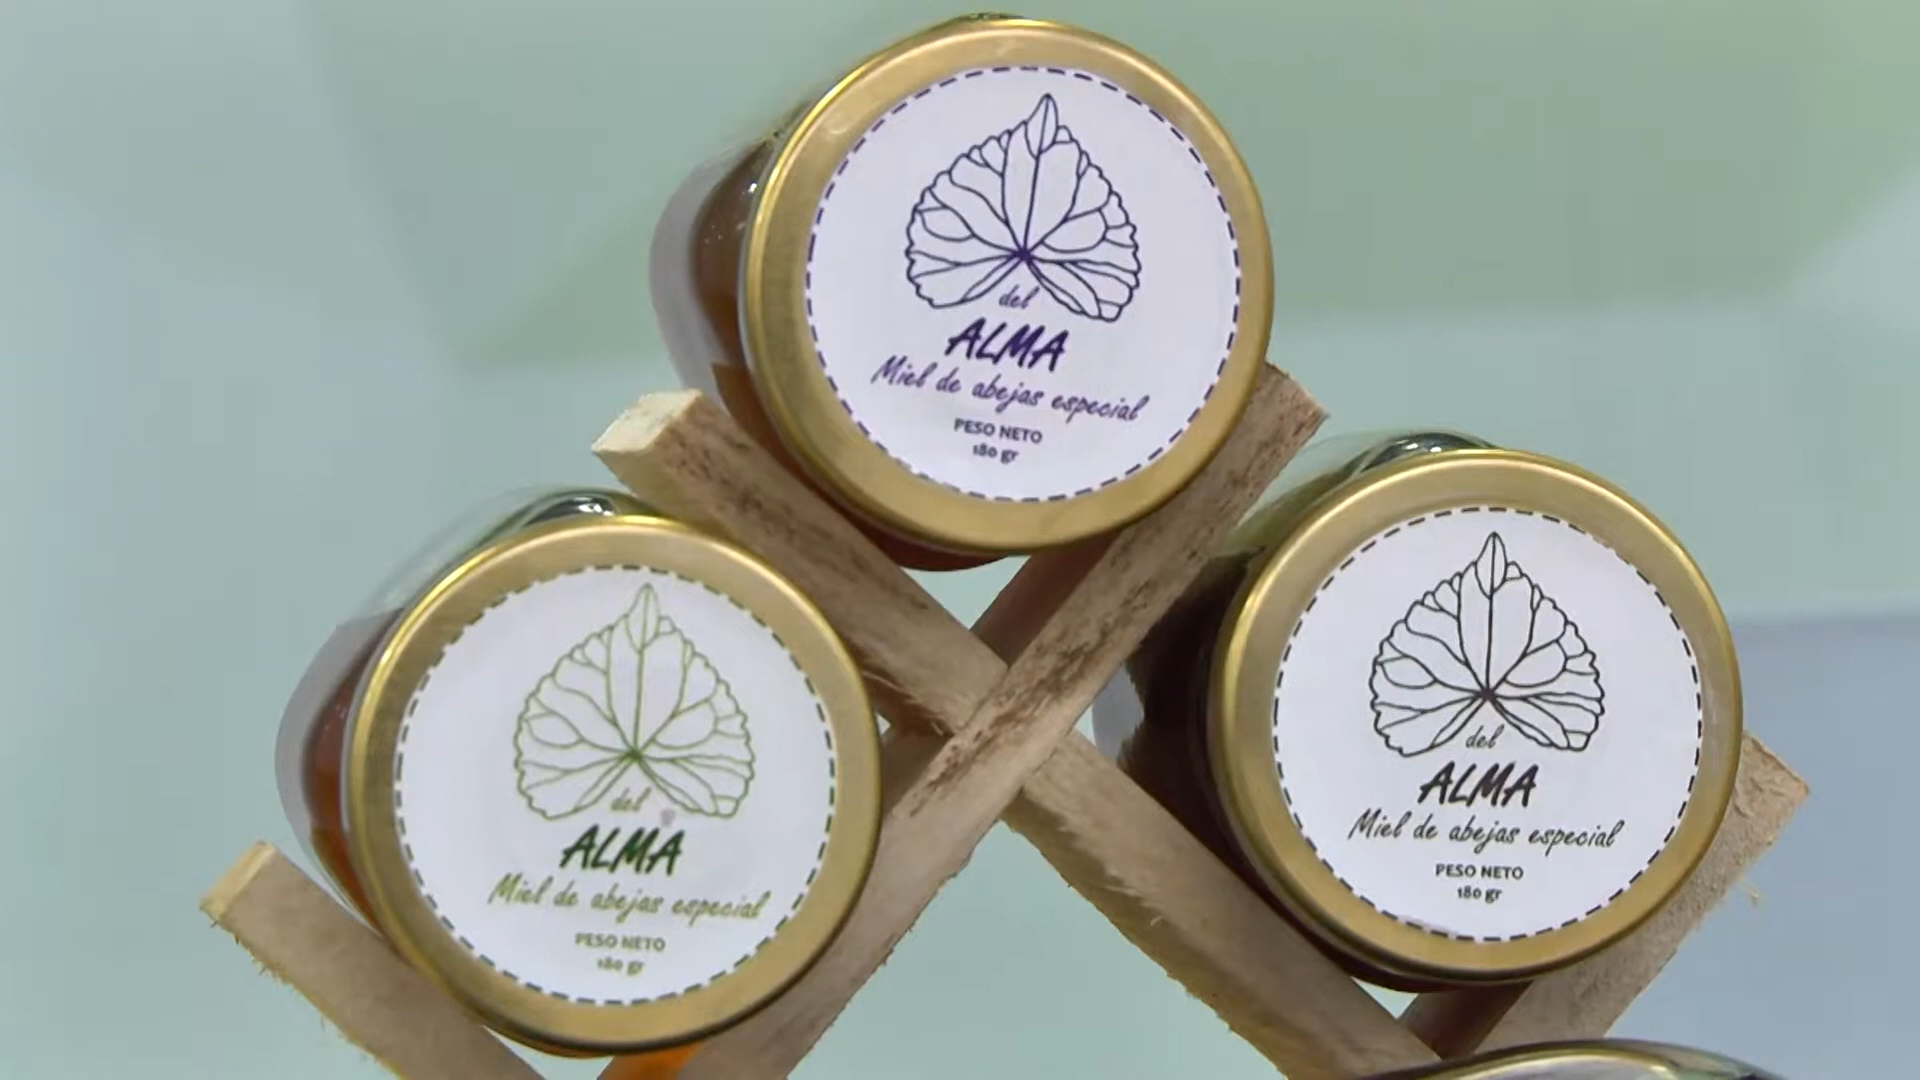 del
ALMA
Miel de abejas especial
PESO NETO
180 gr
del
ALMA
Miel de abejas especial
PESO NETO
180 gr
del
ALMA
Miel de abejas especial
PESO NETO
180 gr